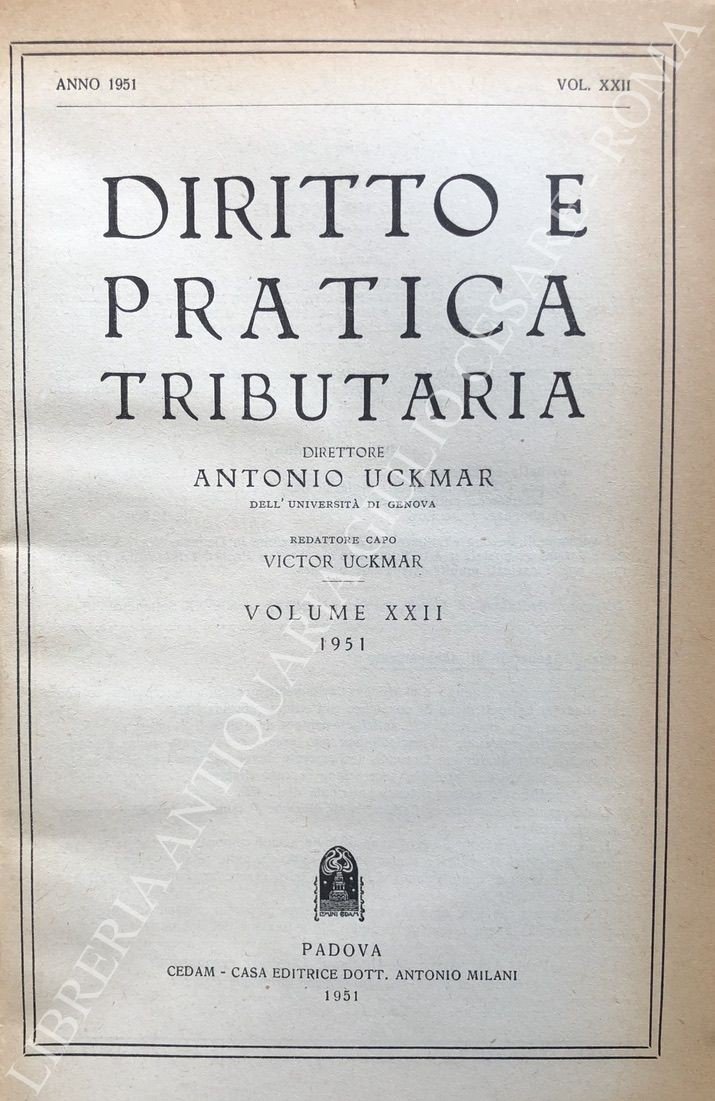 ANNO 1951 VOL. XXII
DIRITTO E
PRATICA
TRIBUTARIA
DIRETTORE
ANTONIO UCKMAR
DELL' UNIVERSITÀ DI GENOVA
REDATTORE CAPO
VICTOR UCKMAR
VOLUME XXII
1951
PADOVA
CEDAM - CASA EDITRICE DOTT. ANTONIO MILANI
1951
LIBRERIA ANTIQUARIA GIULIO CESARE - ROMA